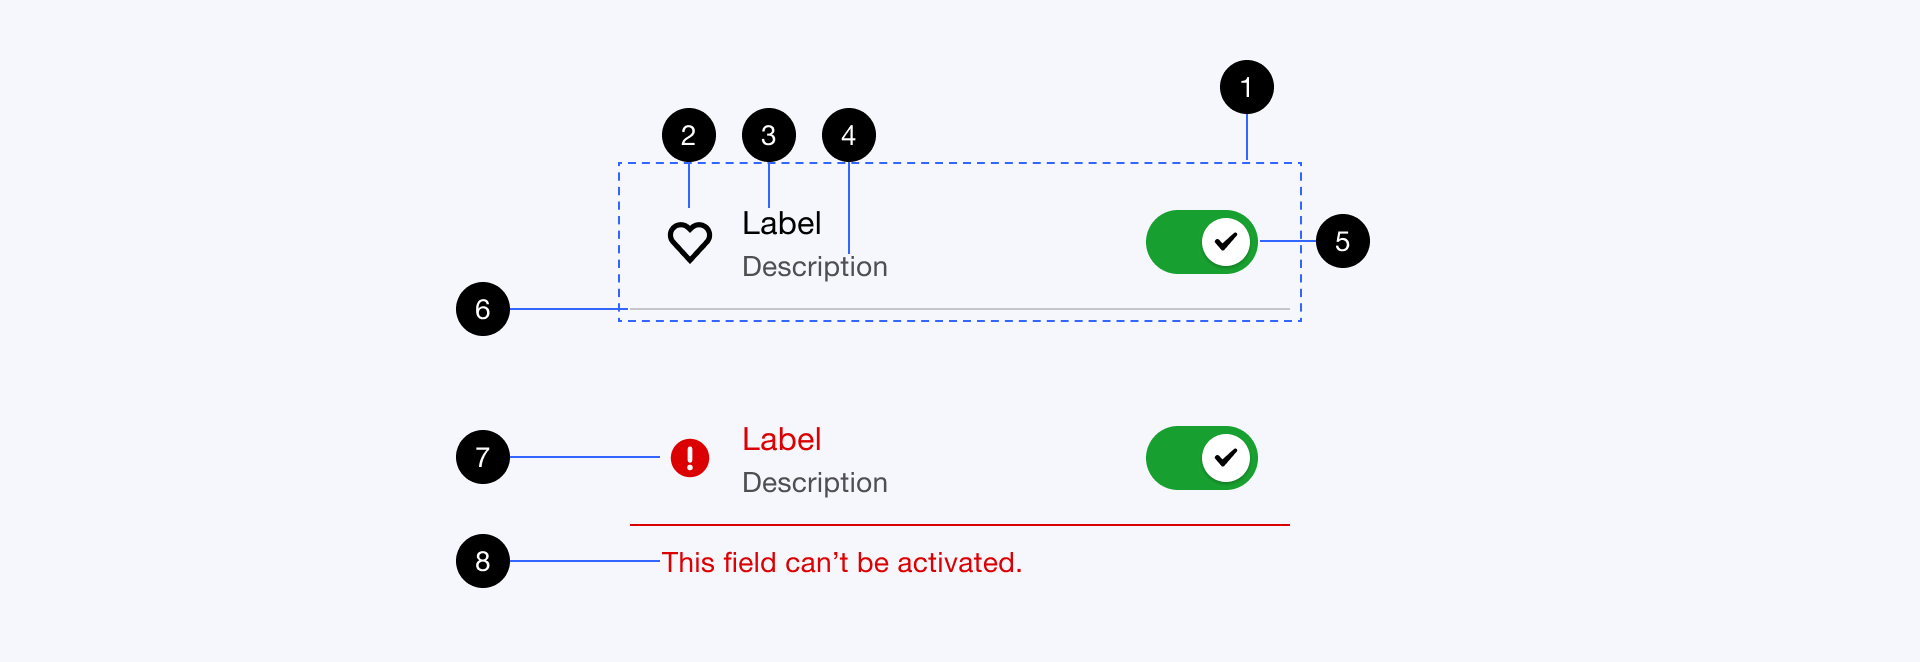 1
2 3 4
Label
5
Description
6
Label
7
Description
8
This field can’t be activated.